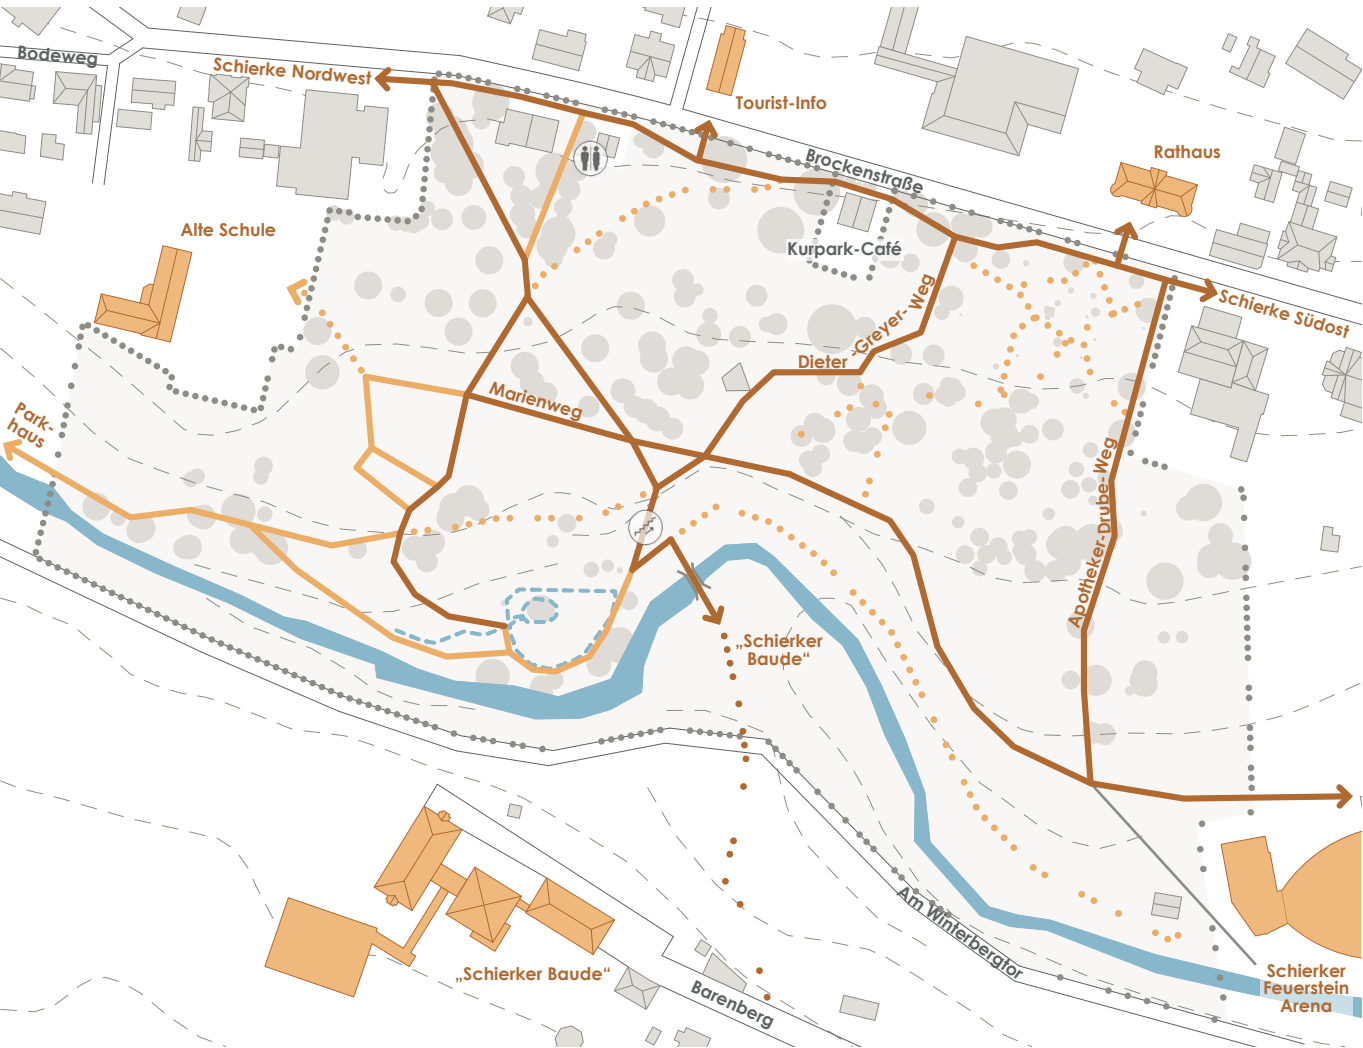 Bodeweg
Schierke Nordwest
Tourist-Info
Brockenstraße
Rathaus
Alte Schule
Kurpark-Café
Schierke Südost
Dieter-Greyer-Weg
Marienweg
Park-
haus
Apotheker-Drube-Weg
„Schierker
Baude“
Am Winterbergtor
„Schierker Baude“
Barenberg
Schierker
Feuerstein
Arena